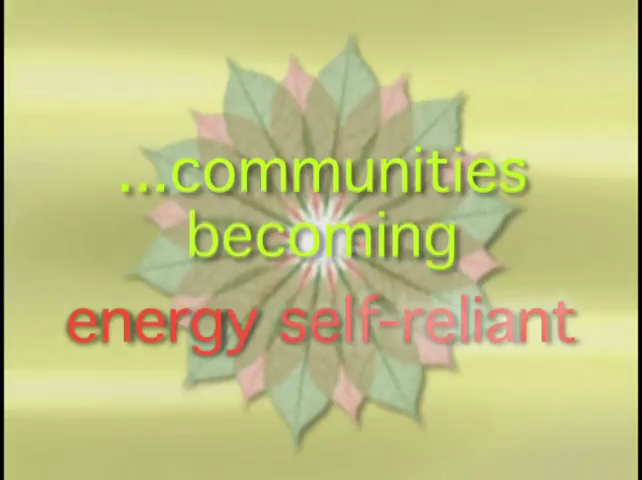 ...communities
becoming
energy self-reliant